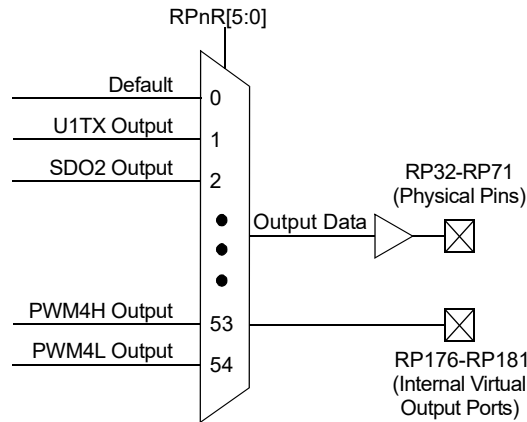 RPnR[5:0]
Default
0
U1TX Output
1
SDO2 Output
2
RP32-RP71
(Physical Pins)
Output Data
PWM4H Output
53
PWM4L Output
54
RP176-RP181
(Internal Virtual
Output Ports)